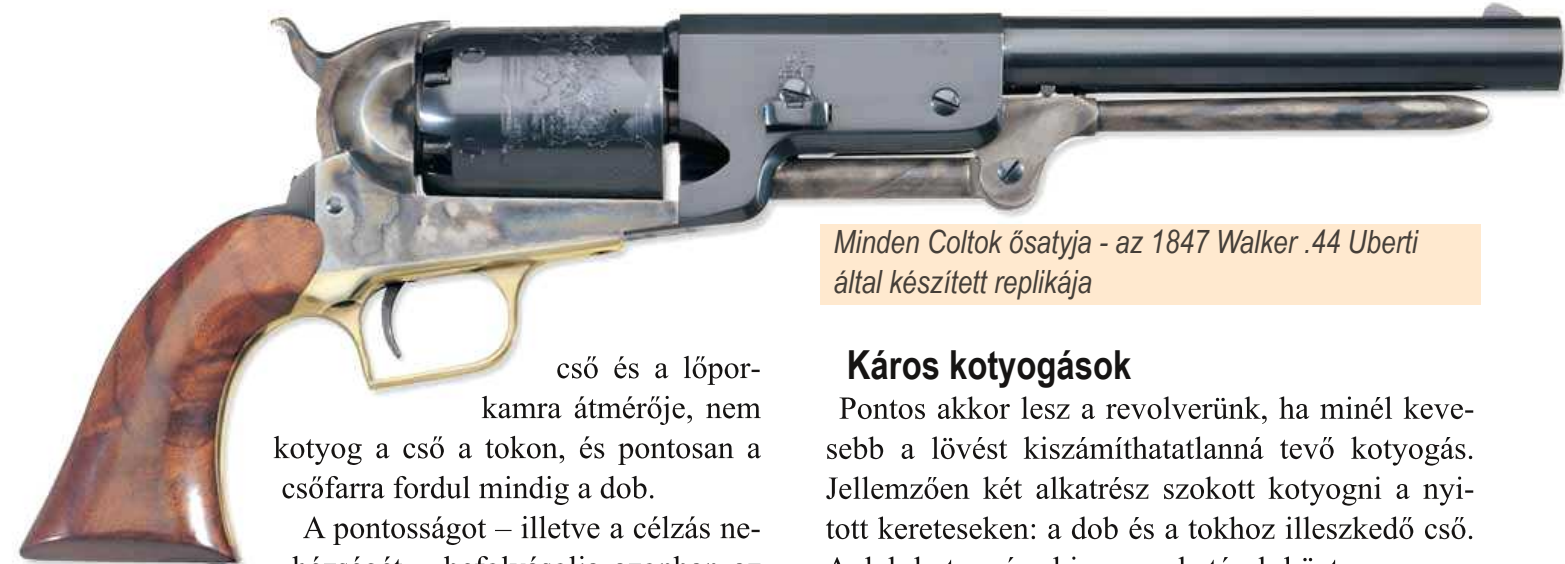 Minden Coltok ősatyja - az 1847 Walker .44 Uberti
által készített replikája
cső és a lőpor-
kamra átmérője, nem
kotyog a cső a tokon, és pontosan a
csőfarra fordul mindig a dob.
A pontosságot – illetve a célzás ne-
Káros kotyogások
Pontos akkor lesz a revolverünk, ha minél keve-
sebb a lövést kiszámíthatatlanná tevő kotyogás.
Jellemzően két alkatrész szokott kotyogni a nyi-
tott kereteseken: a dob és a tokhoz illeszkedő cső.